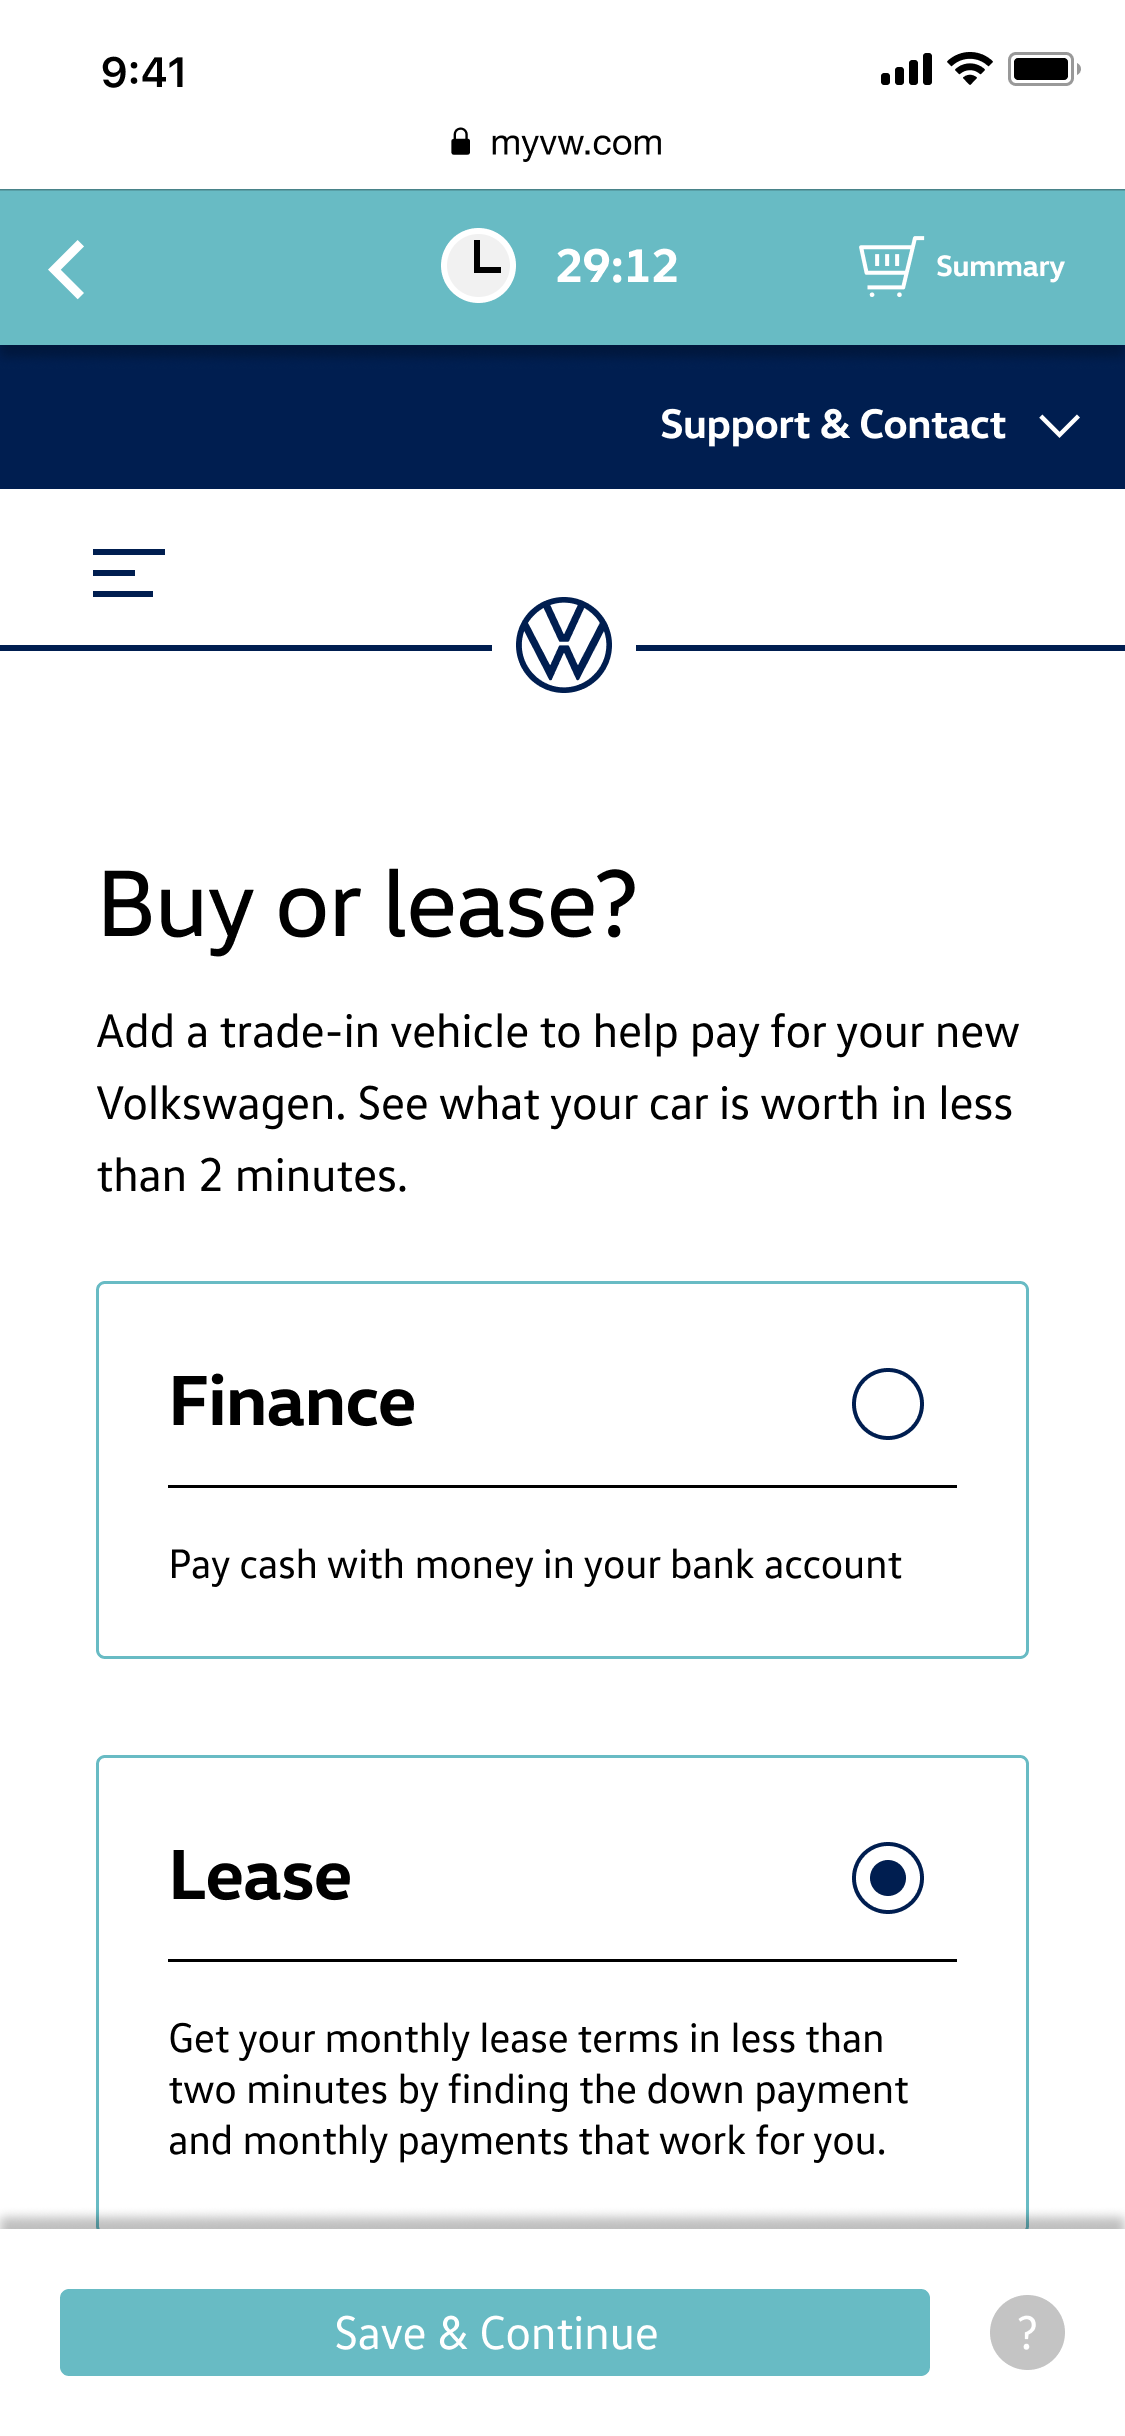 9:41
myvw.com
29:12
Summary
Support & Contact
Buy or lease?
Add a trade-in vehicle to help pay for your new
Volkswagen. See what your car is worth in less
than 2 minutes.
Finance
Pay cash with money in your bank account
Lease
Get your monthly lease terms in less than
two minutes by finding the down payment
and monthly payments that work for you.
Save & Continue
?